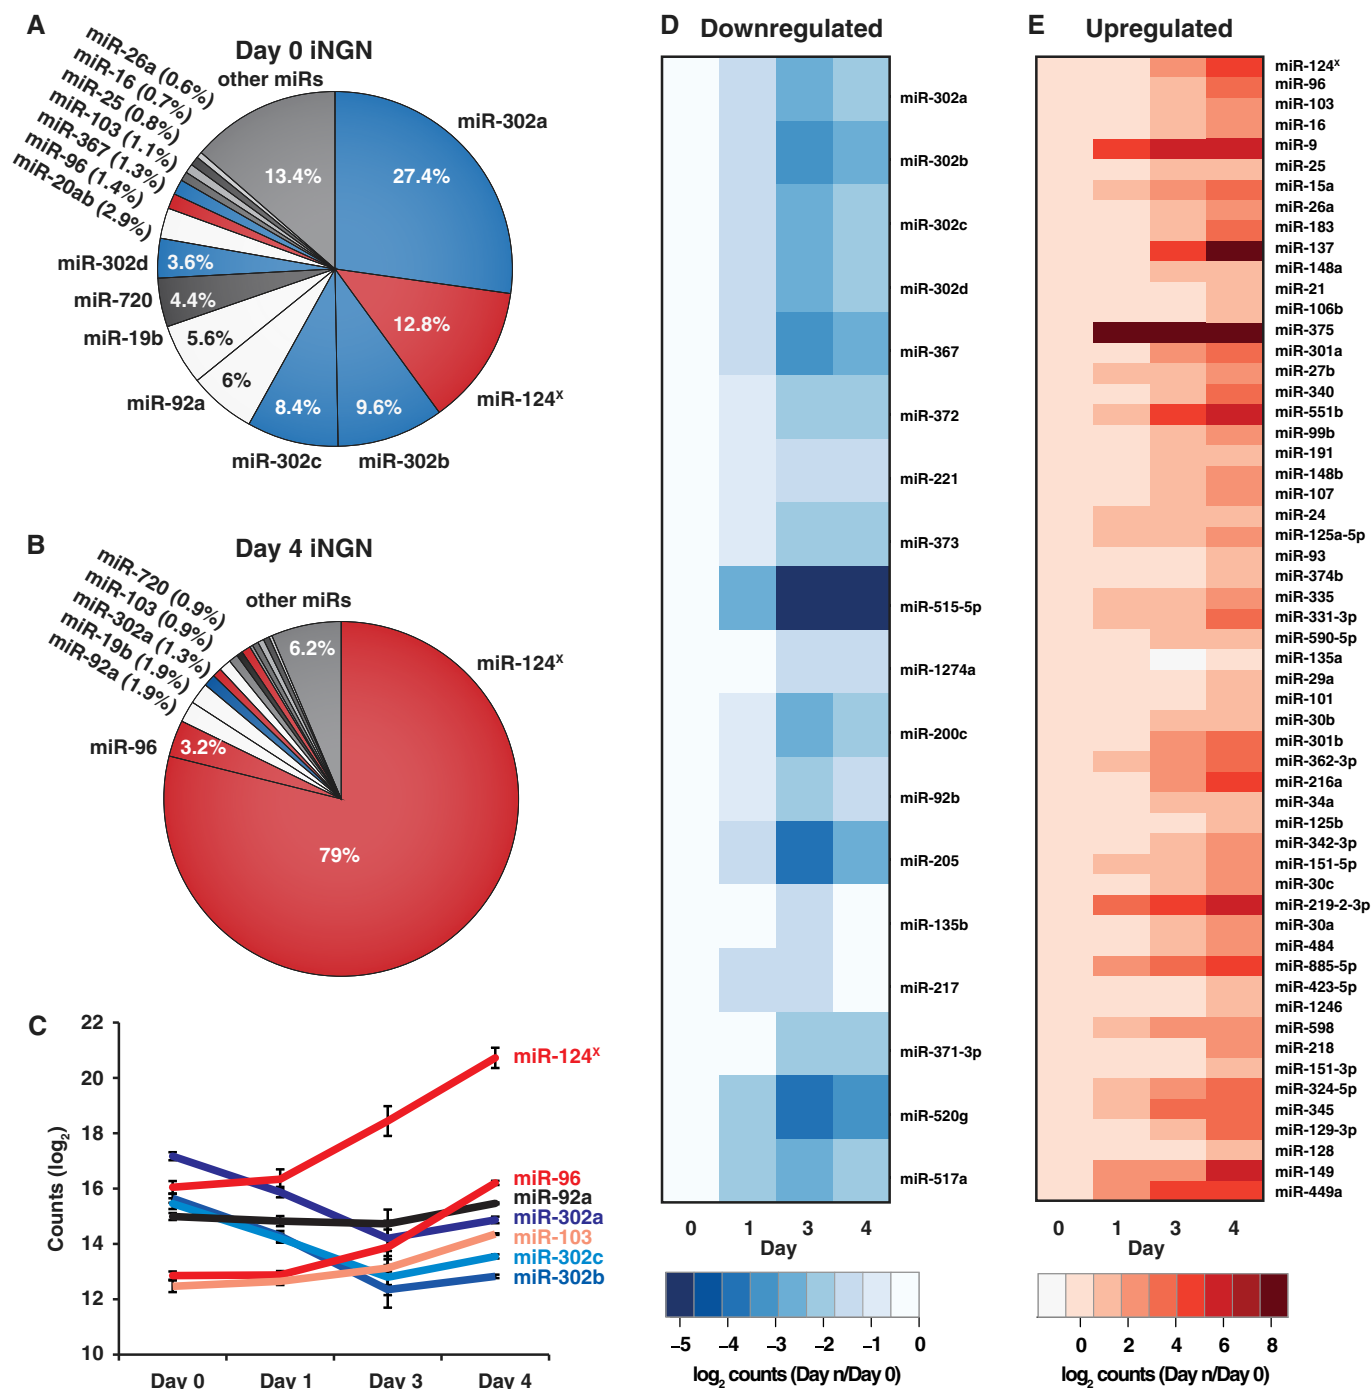 A
Day 0 iNGN
miR-26a (0.6%)
miR-16 (0.7%)
miR-25 (0.8%)
miR-103 (1.1%)
miR-367 (1.3%)
miR-96 (1.4%)
miR-20ab (2.9%)
other miRs
13.4%
miR-302a
27.4%
miR-302d
3.6%
miR-720
4.4%
miR-19b
5.6%
miR-92a
6%
miR-302c
8.4%
miR-302b
9.6%
12.8%
miR-124x
B
Day 4 iNGN
miR-720 (0.9%)
miR-103 (0.9%)
miR-302a (1.3%)
miR-19b (1.9%)
miR-92a (1.9%)
other miRs
6.2%
miR-124x
miR-96
3.2%
79%
C
22
20
18
16
14
12
10
Counts (log2)
miR-124x
miR-96
miR-92a
miR-302a
miR-103
miR-302c
miR-302b
Day 0 Day 1 Day 3 Day 4
D Downregulated
miR-302a
miR-302b
miR-302c
miR-302d
miR-367
miR-372
miR-221
miR-373
miR-515-5p
miR-1274a
miR-200c
miR-92b
miR-205
miR-135b
miR-217
miR-371-3p
miR-520g
miR-517a
0 1 3 4
Day
−5 −4 −3 −2 −1 0
log2 counts (Day n/Day 0)
E Upregulated
miR-124x
miR-96
miR-103
miR-16
miR-9
miR-25
miR-15a
miR-26a
miR-183
miR-137
miR-148a
miR-21
miR-106b
miR-375
miR-301a
miR-27b
miR-340
miR-551b
miR-99b
miR-191
miR-148b
miR-107
miR-24
miR-125a-5p
miR-93
miR-374b
miR-335
miR-331-3p
miR-590-5p
miR-135a
miR-29a
miR-101
miR-30b
miR-301b
miR-362-3p
miR-216a
miR-34a
miR-125b
miR-342-3p
miR-151-5p
miR-30c
miR-219-2-3p
miR-30a
miR-484
miR-885-5p
miR-423-5p
miR-1246
miR-598
miR-218
miR-151-3p
miR-324-5p
miR-345
miR-129-3p
miR-128
miR-149
miR-449a
0 1 3 4
Day
0 2 4 6 8
log2 counts (Day n/Day 0)